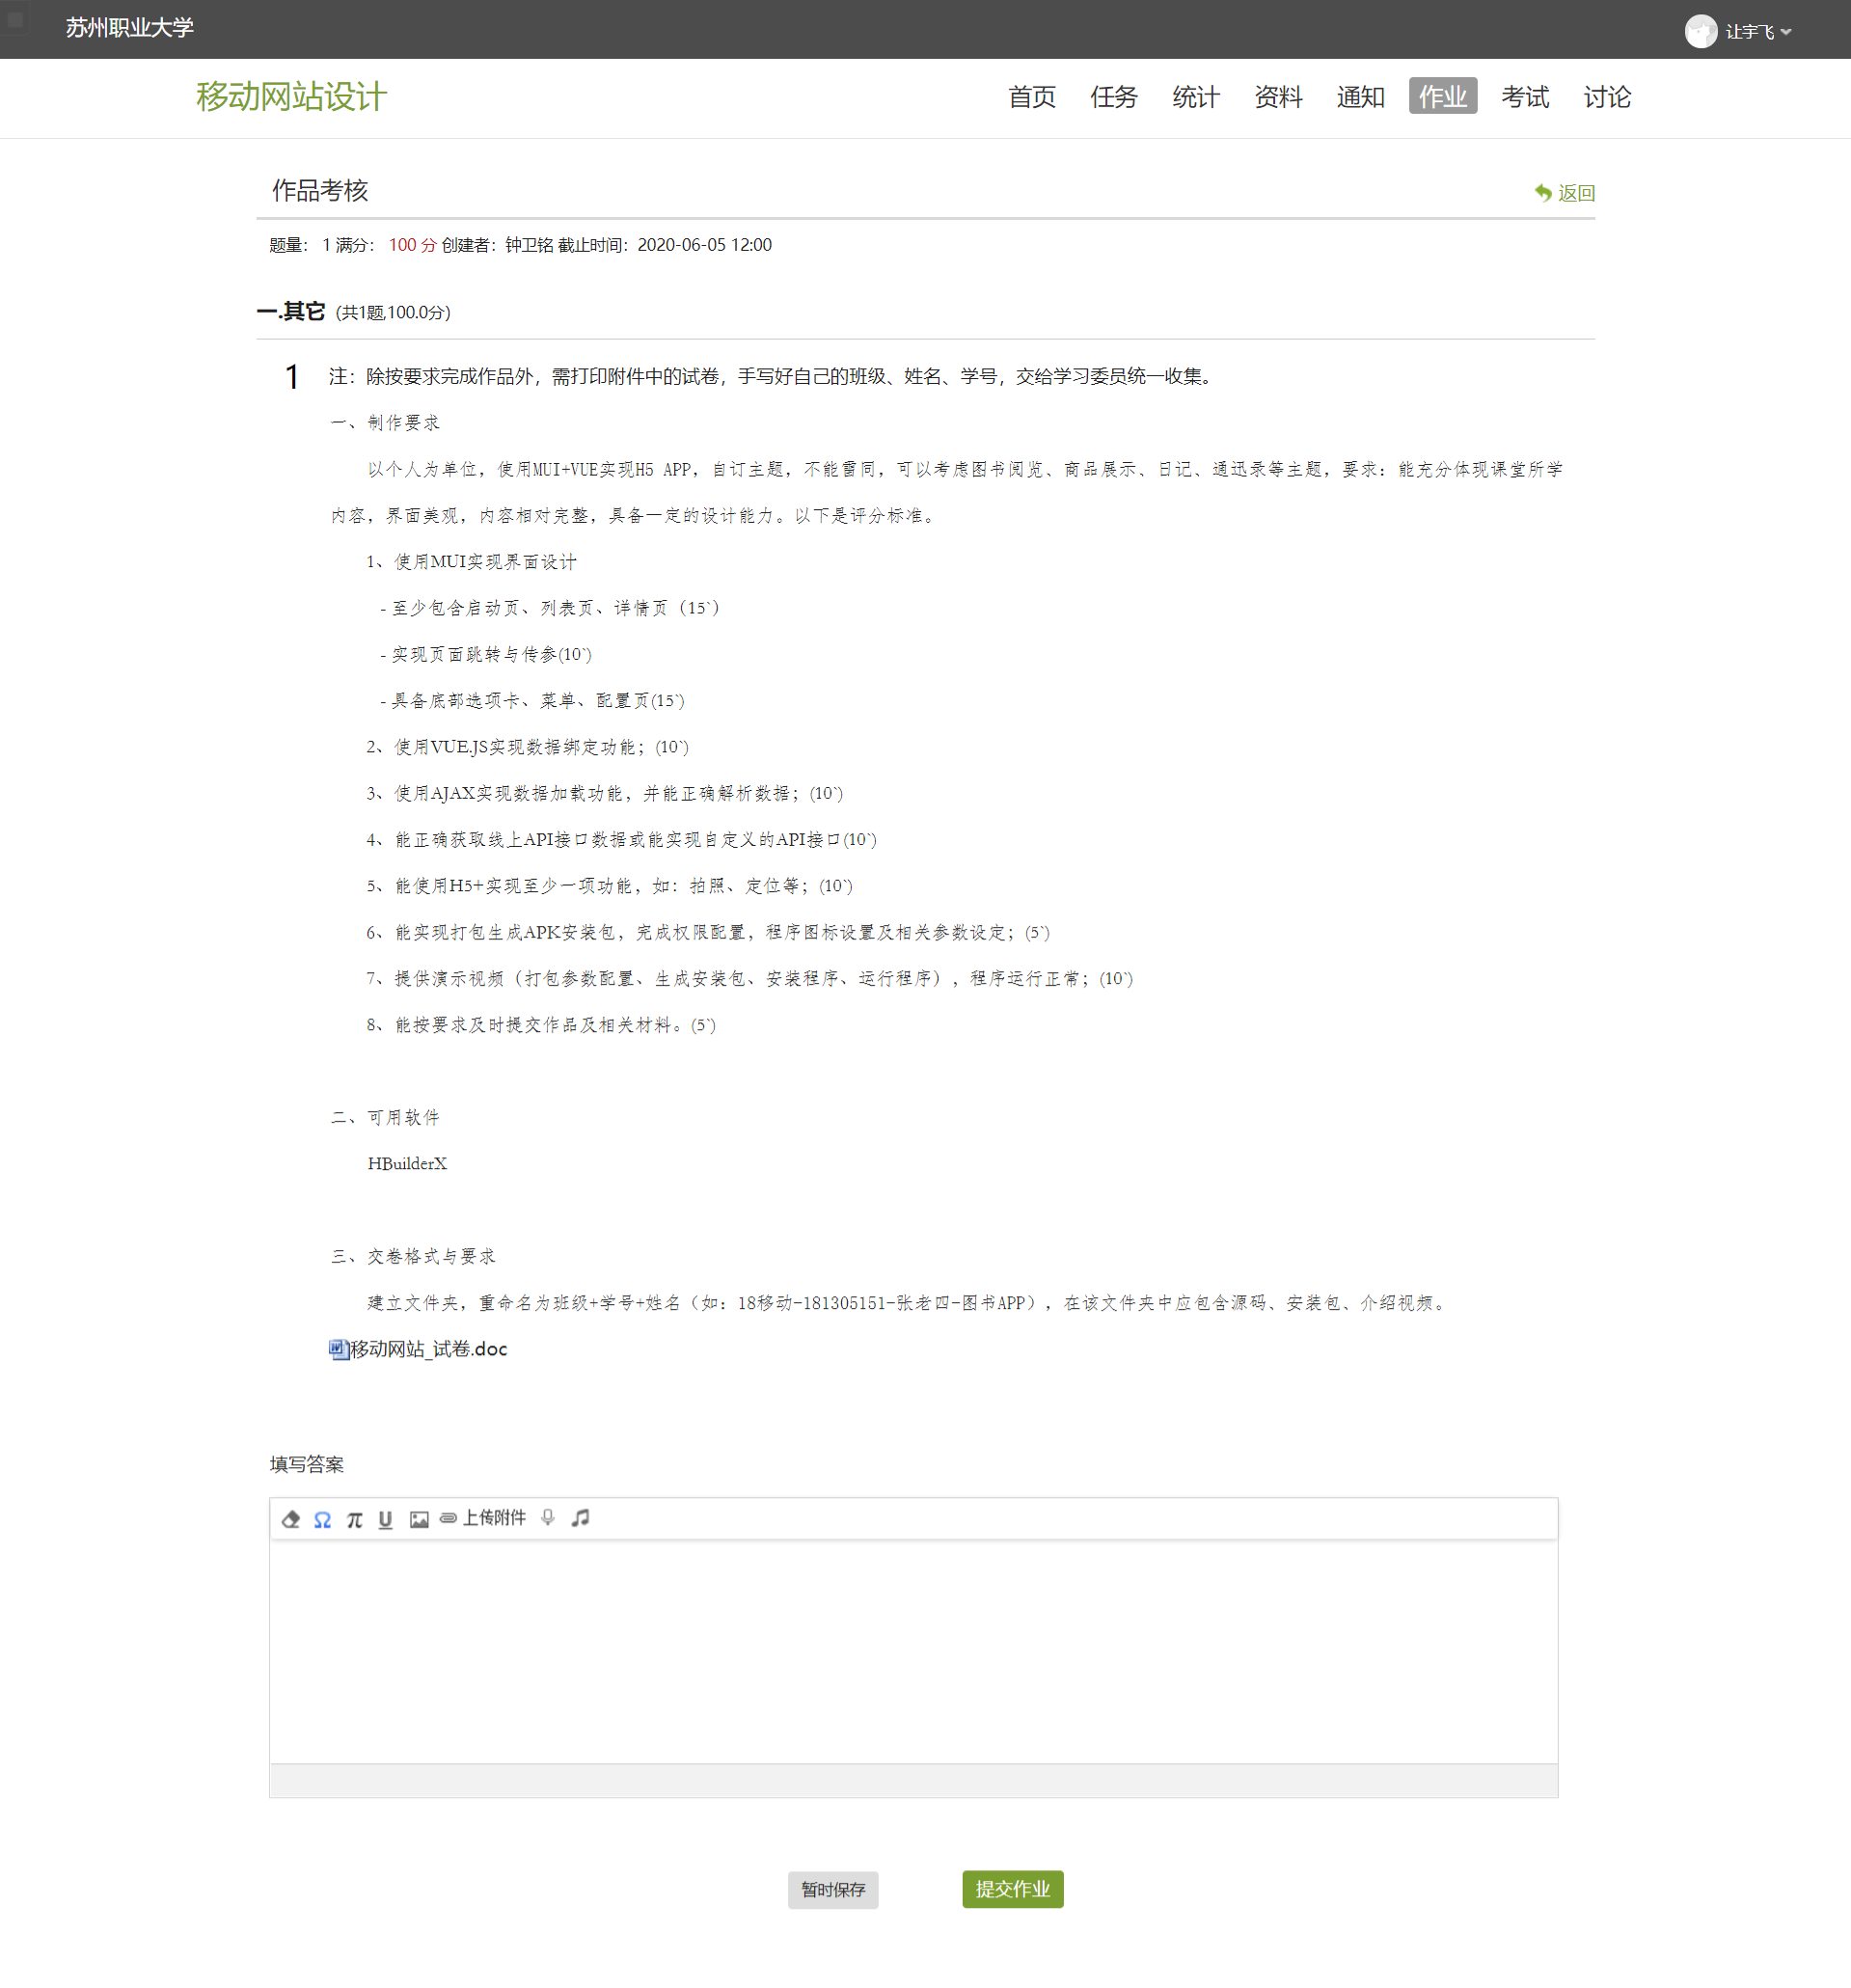 苏州职业大学
让宇飞
移动网站设计
首页 任务 统计 资料 通知 作业 考试 讨论
作品考核
返回
题量： 1 满分： 100 分 创建者：钟卫铭 截止时间：2020-06-05 12:00
一.其它 (共1题,100.0分)
1 注：除按要求完成作品外，需打印附件中的试卷，手写好自己的班级、姓名、学号，交给学习委员统一收集。
一、制作要求
以个人为单位，使用MUI+VUE实现H5 APP，自订主题，不能雷同，可以考虑图书阅览、商品展示、日记、通迅录等主题，要求：能充分体现课堂所学
内容，界面美观，内容相对完整，具备一定的设计能力。以下是评分标准。
1、使用MUI实现界面设计
- 至少包含启动页、列表页、详情页（15`）
- 实现页面跳转与传参(10`)
- 具备底部选项卡、菜单、配置页(15`)
2、使用VUE.JS实现数据绑定功能；(10`)
3、使用AJAX实现数据加载功能，并能正确解析数据；(10`)
4、能正确获取线上API接口数据或能实现自定义的API接口(10`)
5、能使用H5+实现至少一项功能，如：拍照、定位等；(10`)
6、能实现打包生成APK安装包，完成权限配置，程序图标设置及相关参数设定；(5`)
7、提供演示视频（打包参数配置、生成安装包、安装程序、运行程序），程序运行正常；(10`)
8、能按要求及时提交作品及相关材料。(5`)
二、可用软件
HBuilderX
三、交卷格式与要求
建立文件夹，重命名为班级+学号+姓名（如：18移动-181305151-张老四-图书APP），在该文件夹中应包含源码、安装包、介绍视频。
移动网站_试卷.doc
填写答案
Ω π U 上传附件
暂时保存 提交作业